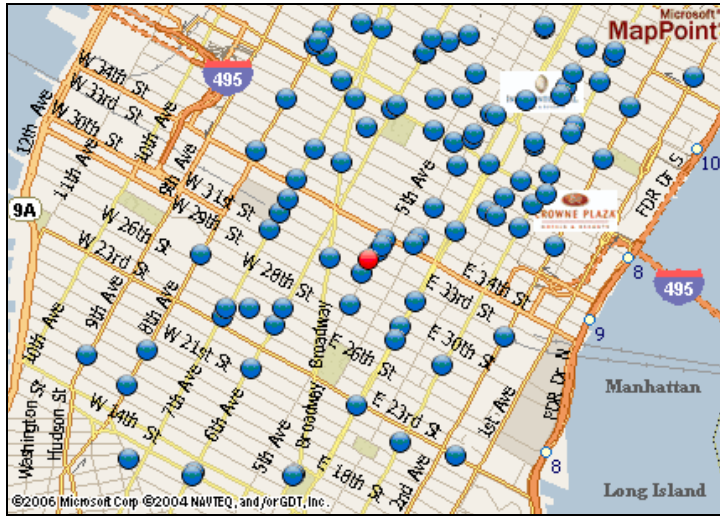 Microsoft®
MapPoint®
W 34th St
495
W 33rd St
12th Ave
W 30th St
10th Ave
11th Ave
9th Ave
5th Ave
10
FDR Dr S
W 31st St
9A
CROWNE PLAZA
HOTELS & RESORTS
W 29th St
W 26th St
W 23rd St
W 28th St
E 34th St
8
495
E 33rd St
9th Ave
8th Ave
Broadway
9
10th Ave
W 21st St
E 30th St
E 26th St
FDR Dr N
Manhattan
7th Ave
6th Ave
1st Ave
Washington St
Hudson St
W 14th St
Broadway
E 23rd St
5th Ave
8
E 18th St
2nd Ave
Long Island
©2006 Microsoft Corp ©2004 NAVTEQ, and/or GDT, Inc.